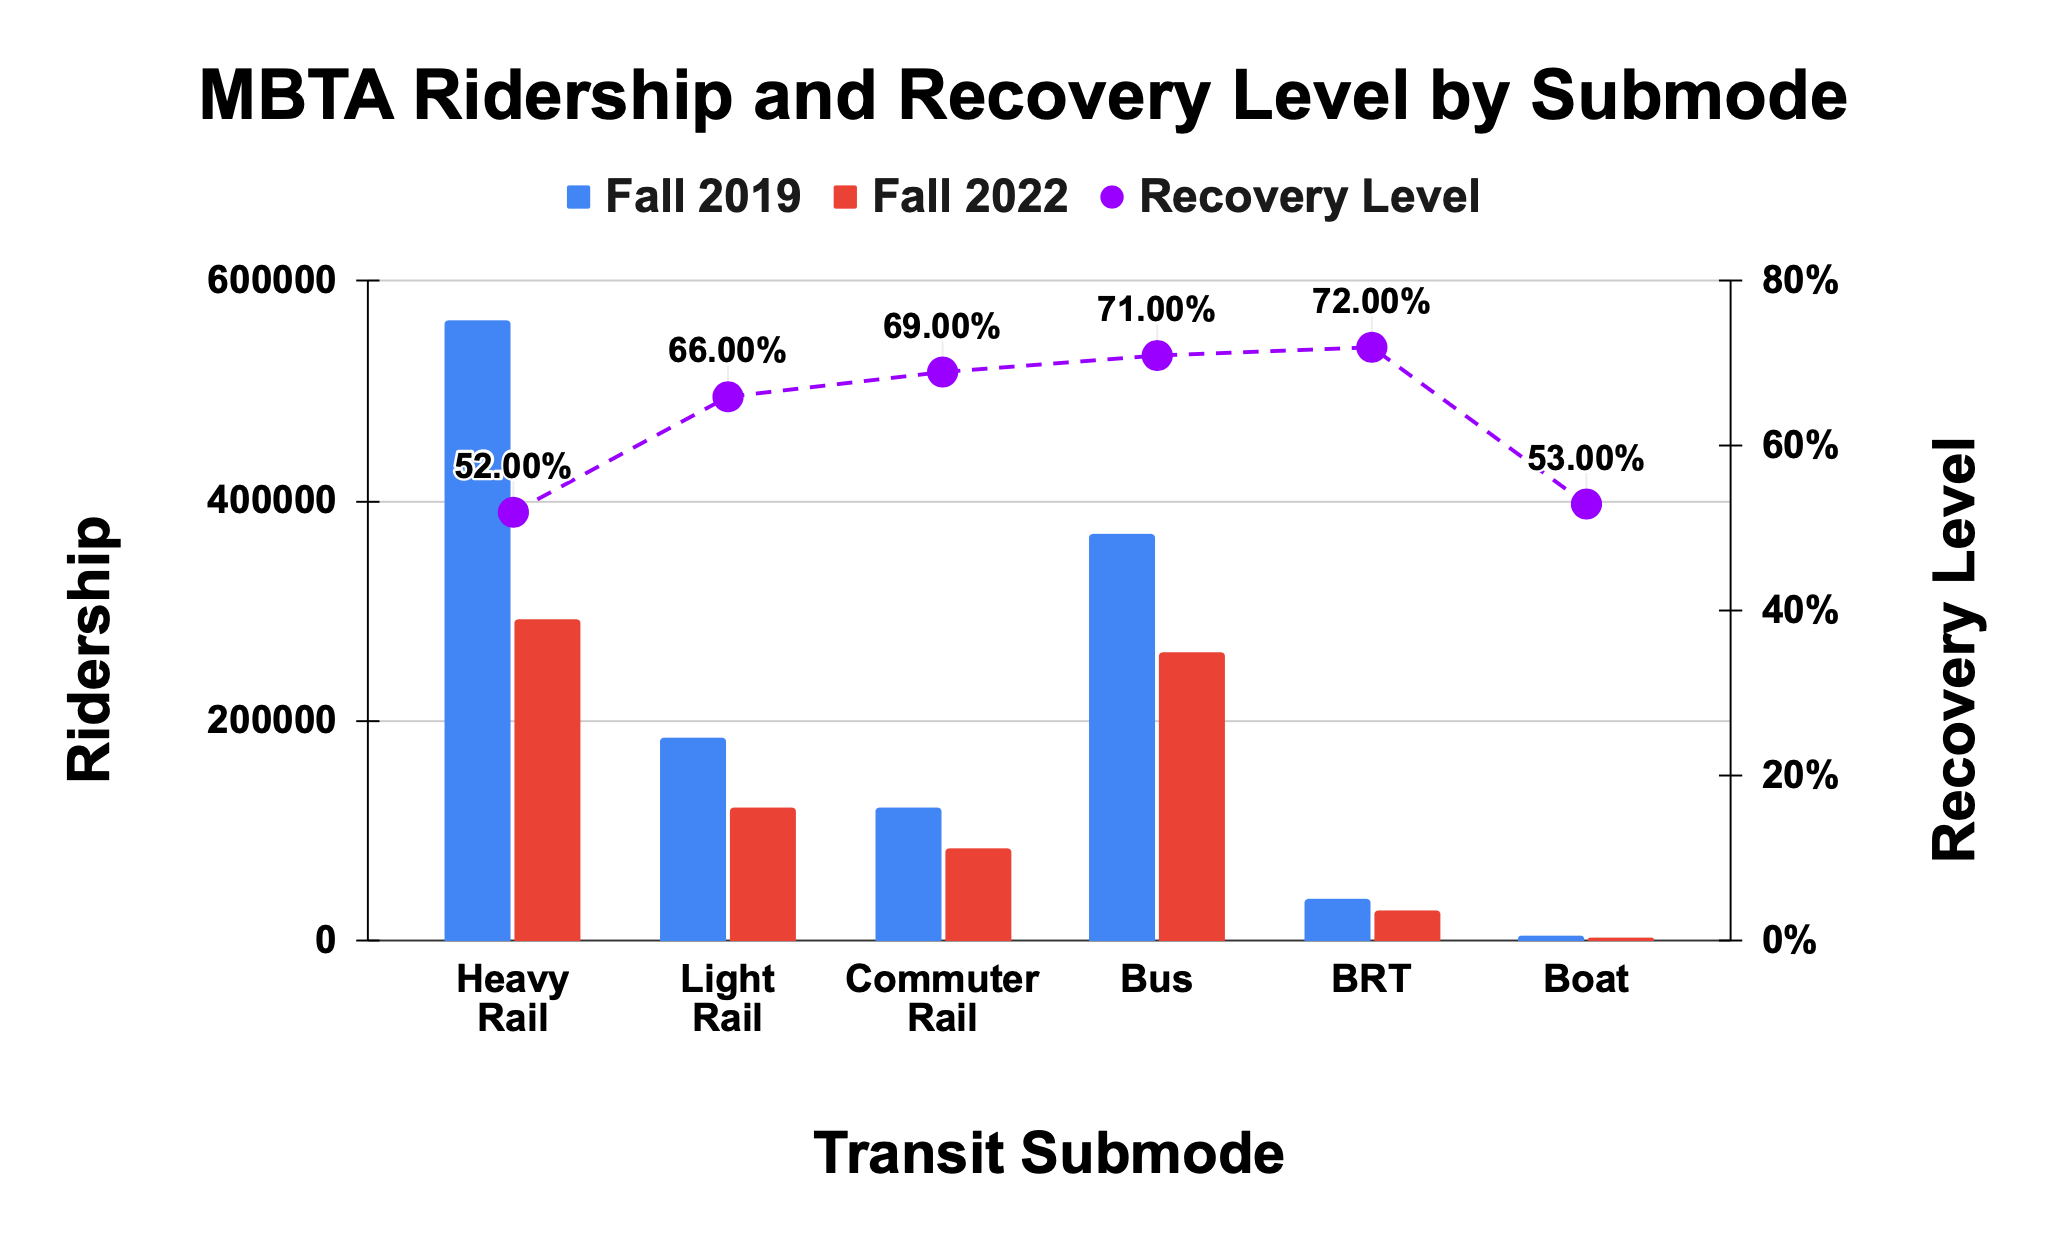 MBTA Ridership and Recovery Level by Submode
Fall 2019 Fall 2022 Recovery Level
600000
400000
200000
0
Ridership
52.00%
66.00%
69.00%
71.00%
72.00%
53.00%
80%
60%
40%
20%
0%
Recovery Level
Heavy
Rail
Light
Rail
Commuter
Rail
Bus
BRT
Boat
Transit Submode